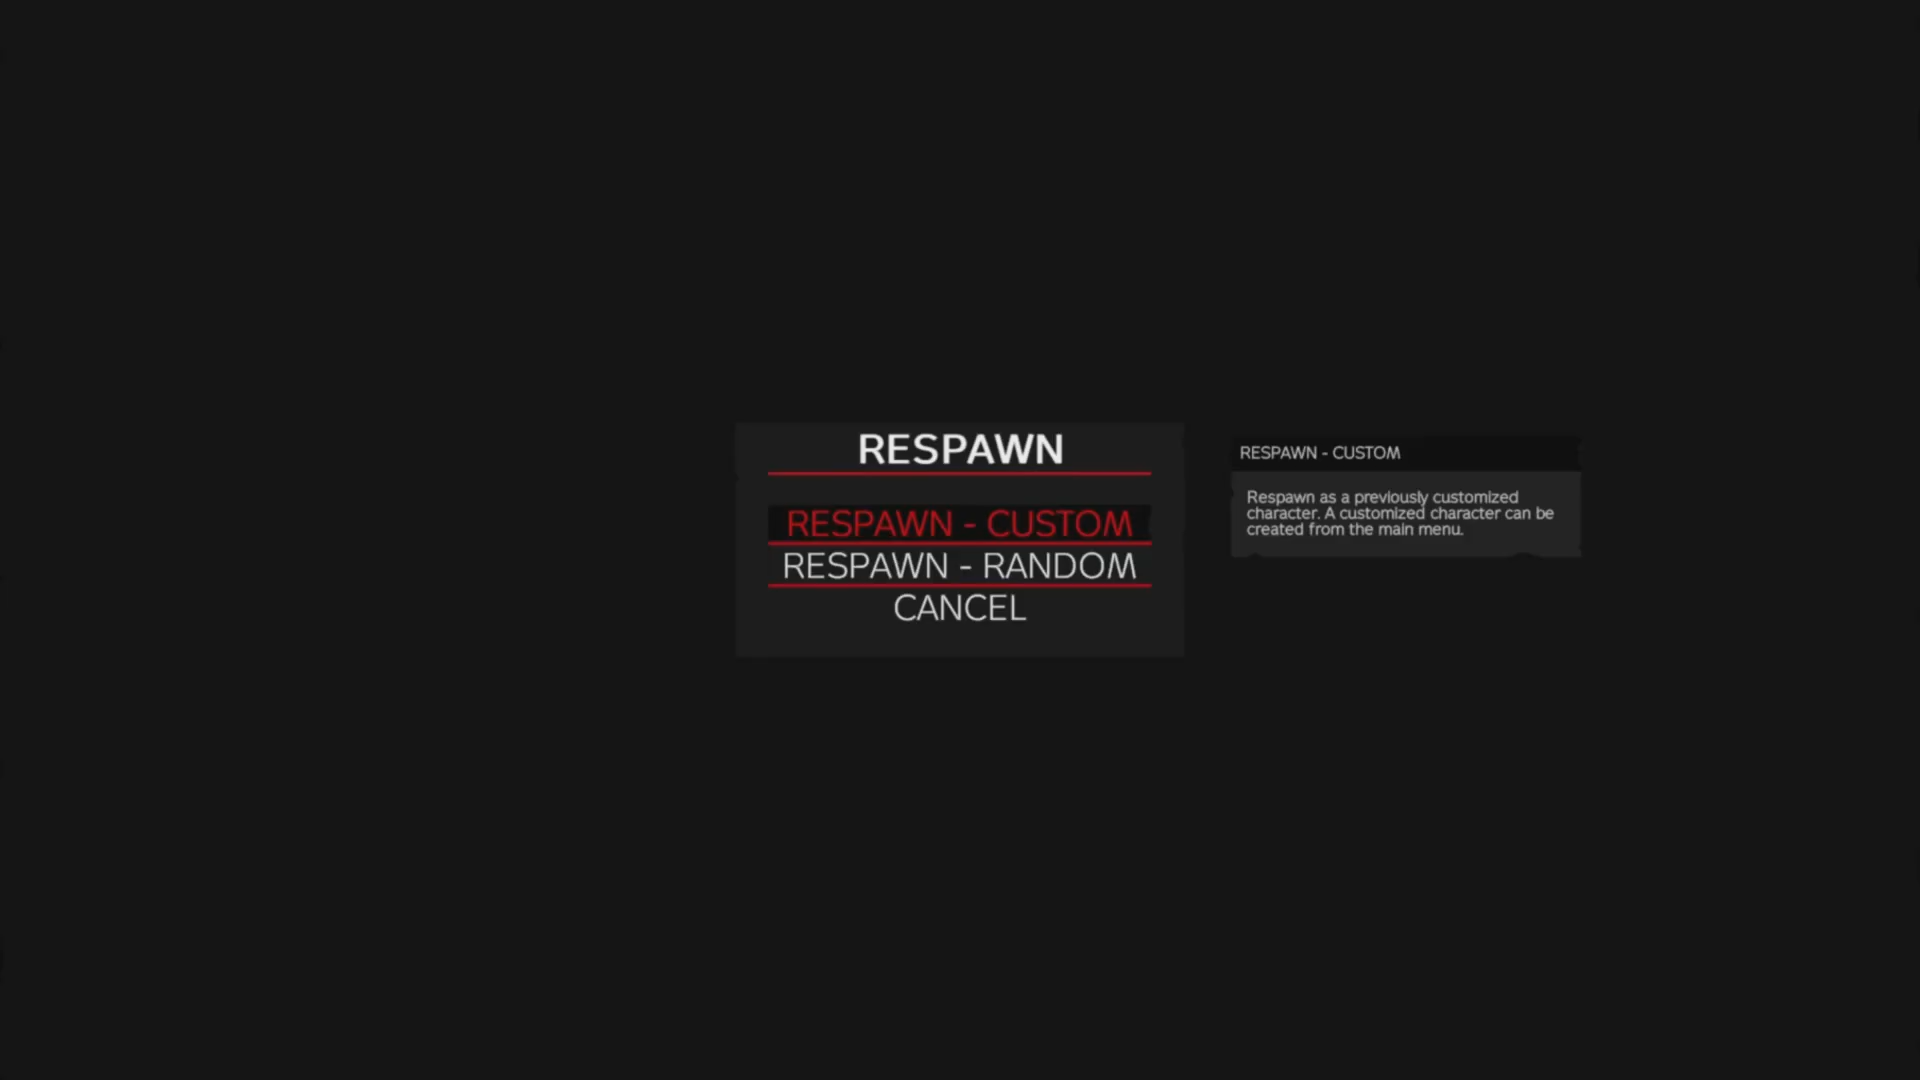 RESPAWN
RESPAWN - CUSTOM
RESPAWN - RANDOM
CANCEL
RESPAWN - CUSTOM
Respawn as a previously customized
character. A customized character can be
created from the main menu.